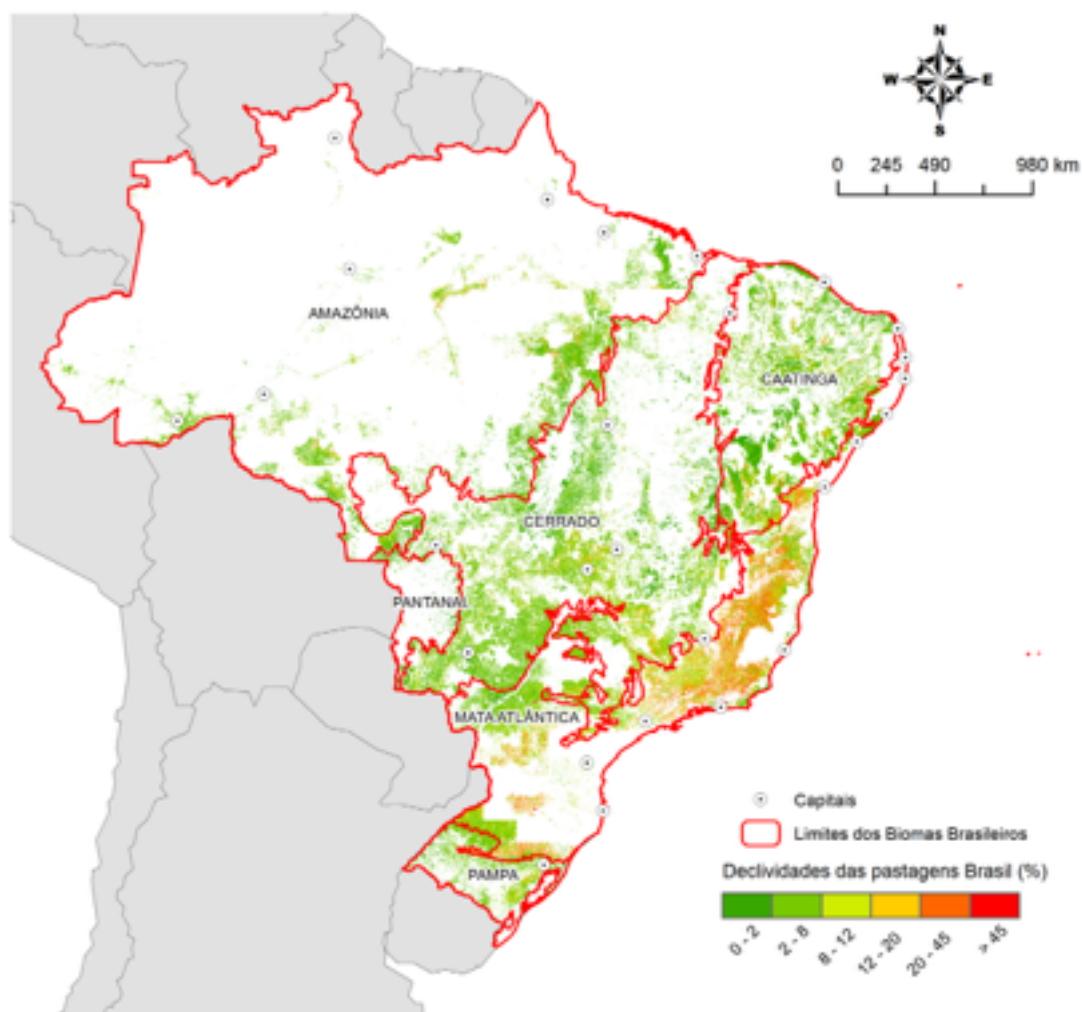 N
W E
S
0 245 490 980 km
AMAZÔNIA
CAATINGA
CERRADO
PANTANAL
MATA ATLÂNTICA
PAMPA
Capitais
Limites dos Biomas Brasileiros
Declividades das pastagens Brasil (%)
0 - 2
2 - 8
8 - 12
12 - 20
20 - 45
> 45